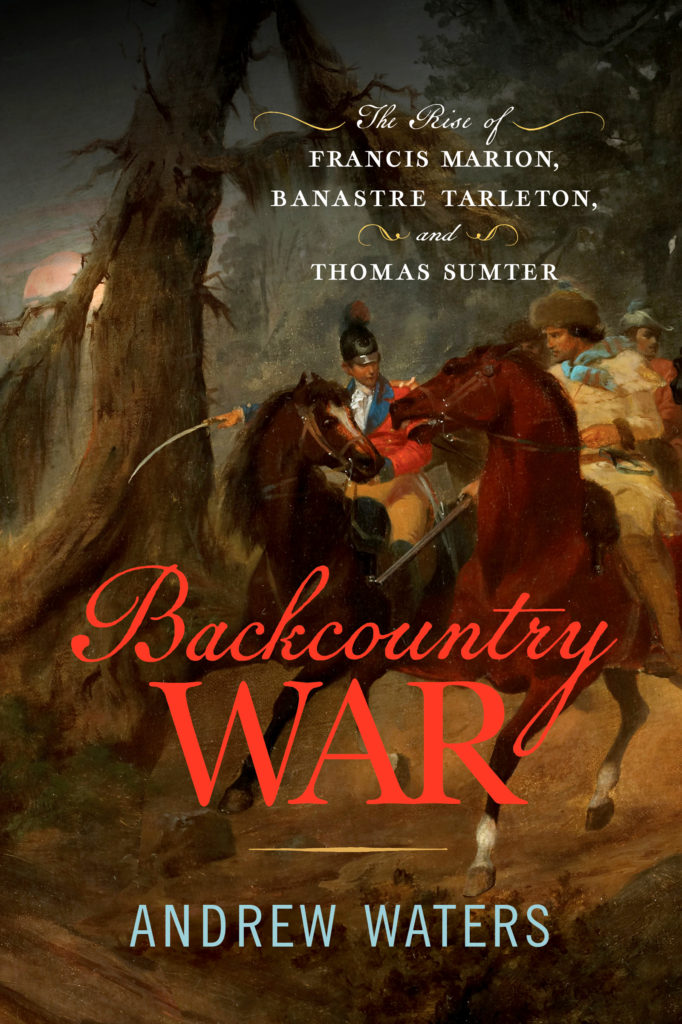 The Rise of
FRANCIS MARION,
BANASTRE TARLETON,
and
THOMAS SUMTER
Backcountry
WAR
ANDREW WATERS